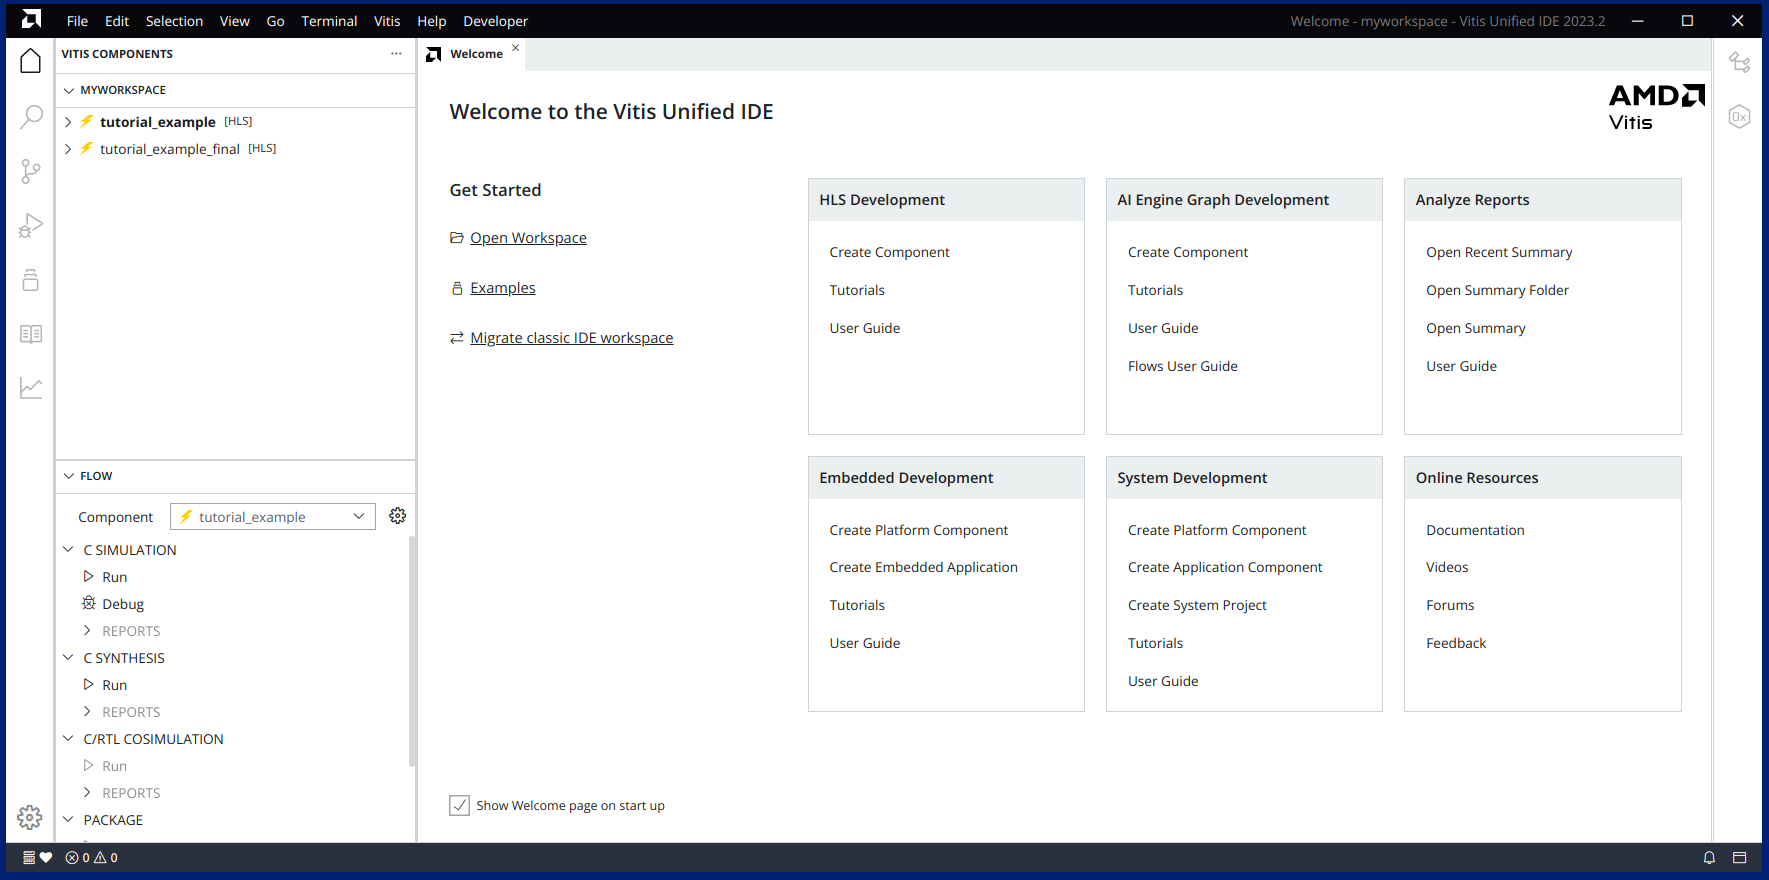 File Edit Selection View Go Terminal Vitis Help Developer
Welcome - myworkspace - Vitis Unified IDE 2023.2
VITIS COMPONENTS
MYWORKSPACE
tutorial_example [HLS]
tutorial_example_final [HLS]
FLOW
Component tutorial_example
C SIMULATION
Run
Debug
REPORTS
C SYNTHESIS
Run
REPORTS
C/RTL COSIMULATION
Run
REPORTS
PACKAGE
Welcome
Welcome to the Vitis Unified IDE
AMD
Vitis
Get Started
Open Workspace
Examples
Migrate classic IDE workspace
HLS Development
Create Component
Tutorials
User Guide
AI Engine Graph Development
Create Component
Tutorials
User Guide
Flows User Guide
Analyze Reports
Open Recent Summary
Open Summary Folder
Open Summary
User Guide
Embedded Development
Create Platform Component
Create Embedded Application
Tutorials
User Guide
System Development
Create Platform Component
Create Application Component
Create System Project
Tutorials
User Guide
Online Resources
Documentation
Videos
Forums
Feedback
Show Welcome page on start up
0x
0 0